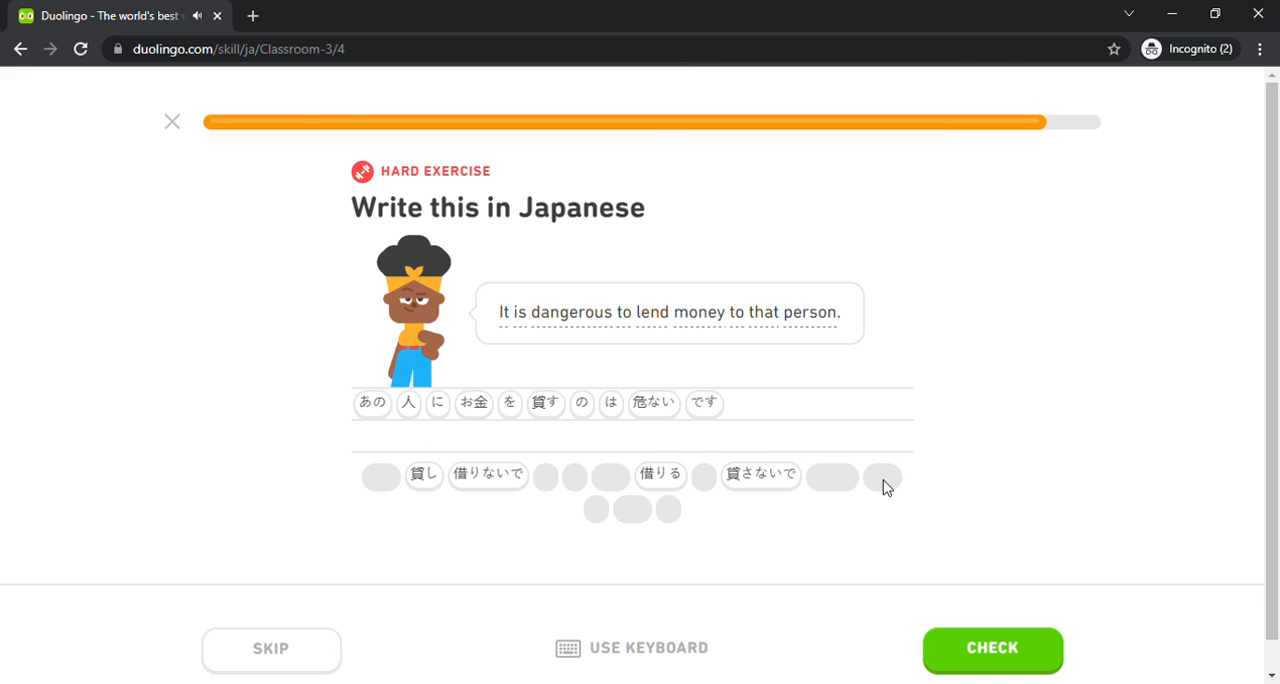 Duolingo - The world's best
duolingo.com/skill/ja/Classroom-3/4
Incognito (2)
HARD EXERCISE
Write this in Japanese
It is dangerous to lend money to that person.
あの 人 に お金 を 貸す の は 危ない です
貸し 借りないで 借りる 貸さないで
SKIP
USE KEYBOARD
CHECK